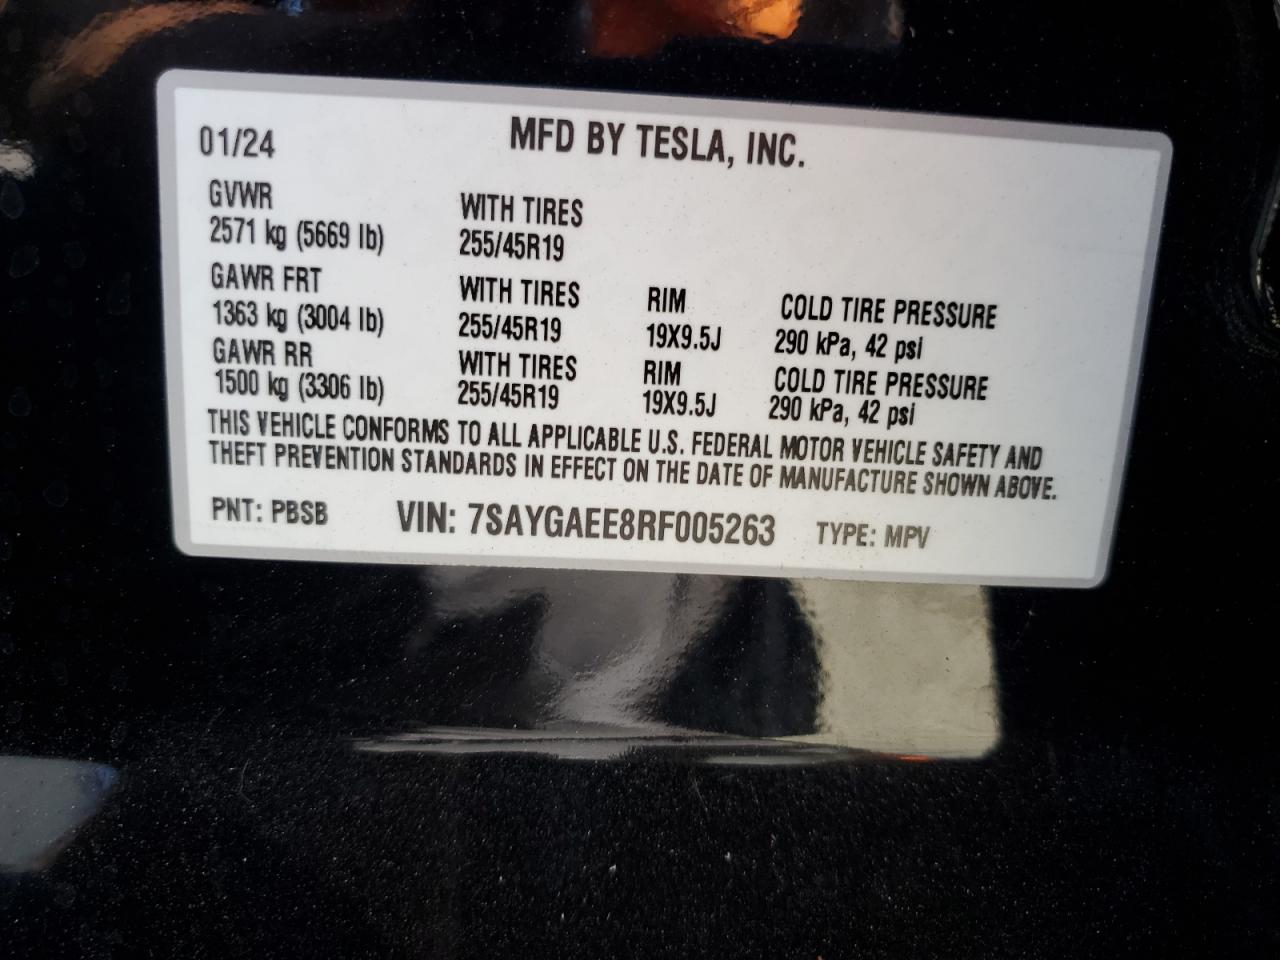 01/24 MFD BY TESLA, INC.
GVWR WITH TIRES
2571 kg (5669 lb) 255/45R19
GAWR FRT WITH TIRES RIM COLD TIRE PRESSURE
1363 kg (3004 lb) 255/45R19 19X9.5J 290 kPa, 42 psi
GAWR RR WITH TIRES RIM COLD TIRE PRESSURE
1500 kg (3306 lb) 255/45R19 19X9.5J 290 kPa, 42 psi
THIS VEHICLE CONFORMS TO ALL APPLICABLE U.S. FEDERAL MOTOR VEHICLE SAFETY AND
THEFT PREVENTION STANDARDS IN EFFECT ON THE DATE OF MANUFACTURE SHOWN ABOVE.
PNT: PBSB VIN: 7SAYGAEE8RF005263 TYPE: MPV